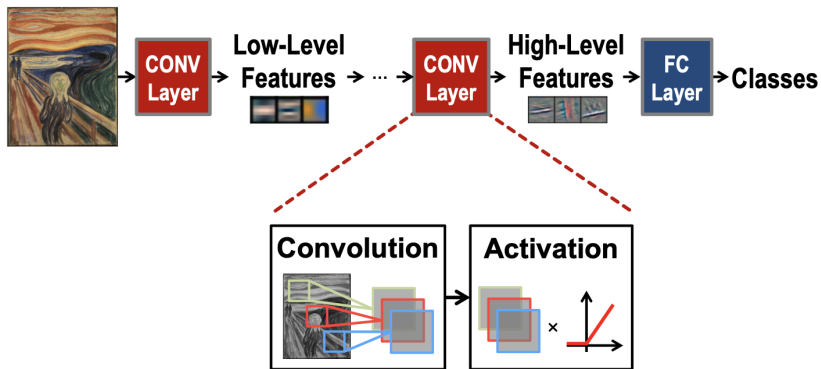 CONV
Layer
Low-Level
Features
...
CONV
Layer
High-Level
Features
FC
Layer
Classes
Convolution
Activation
×